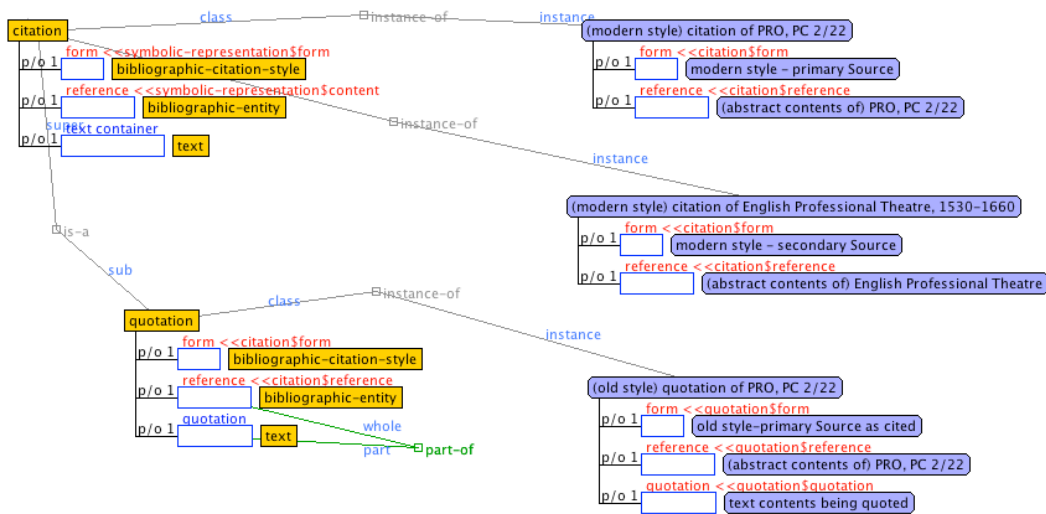 class
instance-of
instance
citation
(modern style) citation of PRO, PC 2/22
form <<symbolic-representation$form
p/o 1
bibliographic-citation-style
reference <<symbolic-representation$content
p/o 1
bibliographic-entity
super
text container
p/o 1
text
form <<citation$form
p/o 1
modern style - primary Source
reference <<citation$reference
p/o 1
(abstract contents of) PRO, PC 2/22
instance-of
instance
(modern style) citation of English Professional Theatre, 1530-1660
form <<citation$form
p/o 1
modern style - secondary Source
reference <<citation$reference
p/o 1
(abstract contents of) English Professional Theatre
is-a
sub
class
instance-of
instance
quotation
form <<citation$form
p/o 1
bibliographic-citation-style
reference <<citation$reference
p/o 1
bibliographic-entity
quotation
p/o 1
text
whole
part
part-of
(old style) quotation of PRO, PC 2/22
form <<quotation$form
p/o 1
old style-primary Source as cited
reference <<quotation$reference
p/o 1
(abstract contents of) PRO, PC 2/22
quotation <<quotation$quotation
p/o 1
text contents being quoted